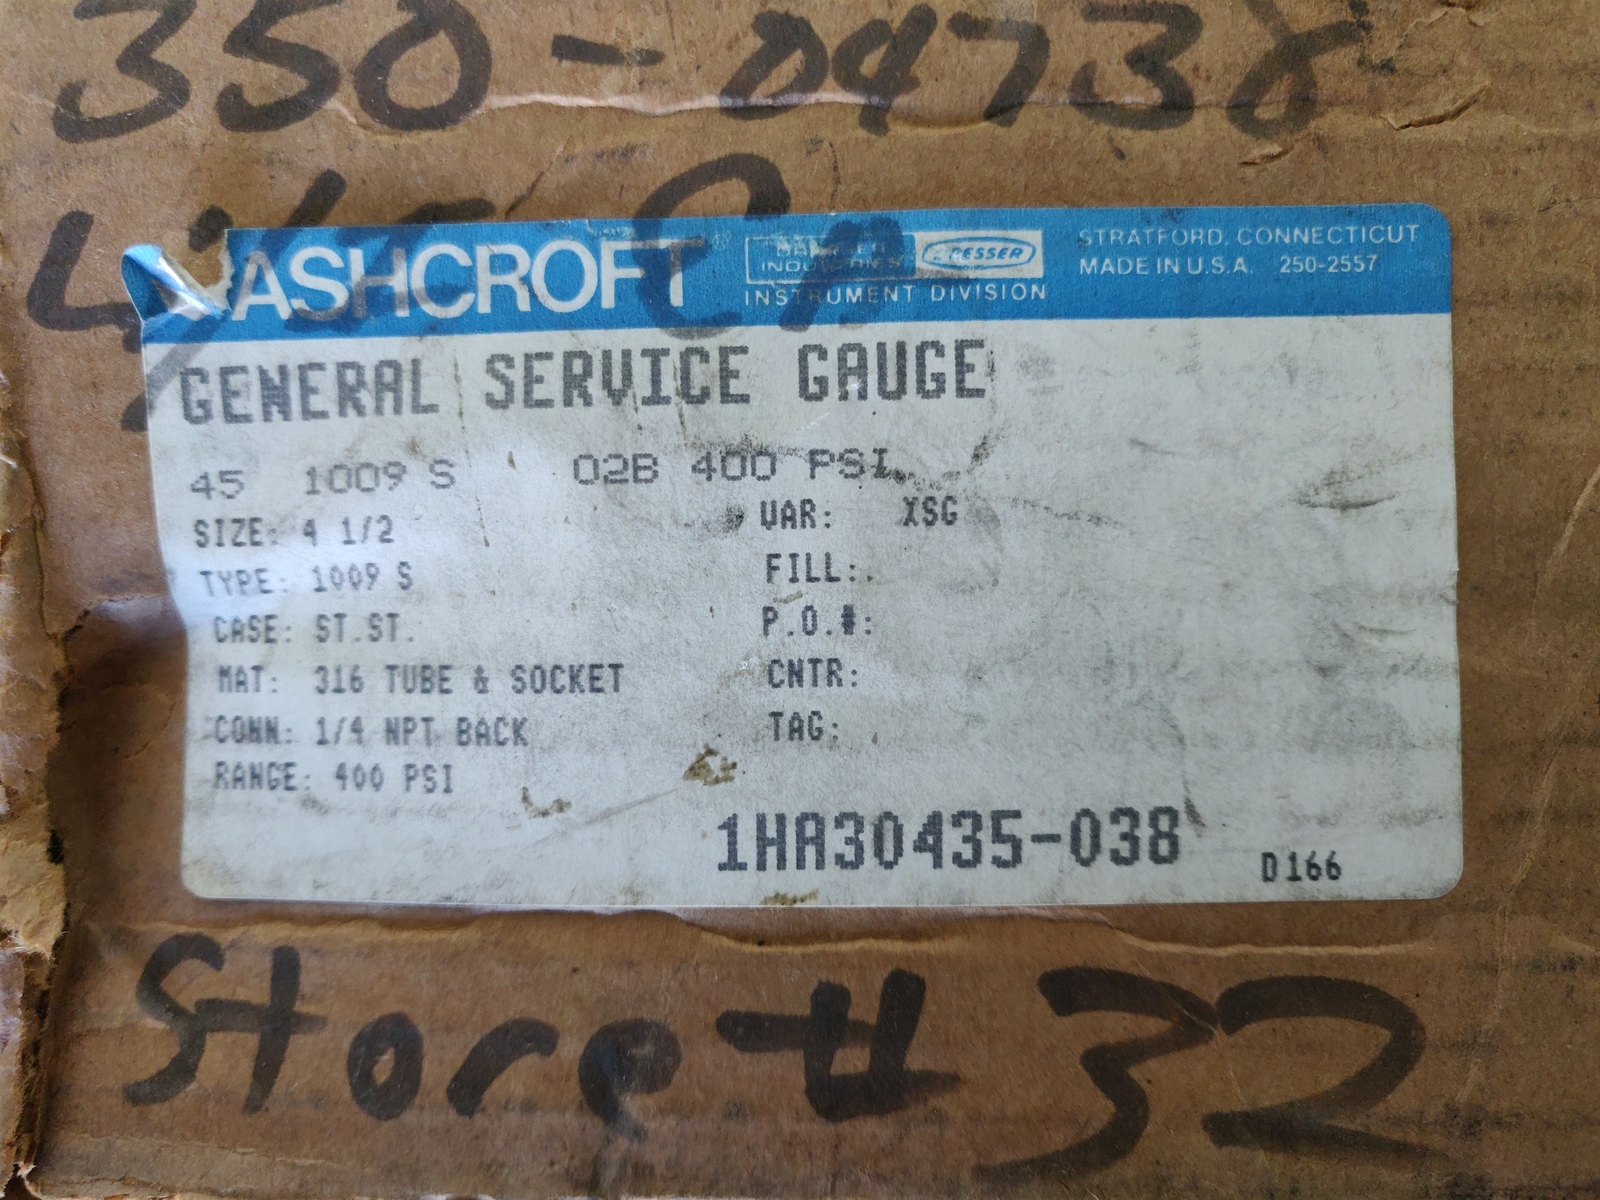 350-04738
ASHCROFT®
DRESSER
INDUSTRIES
DRESSER
INSTRUMENT DIVISION
STRATFORD, CONNECTICUT
MADE IN U.S.A. 250-2557
GENERAL SERVICE GAUGE
45 1009 S 02B 400 PSI
SIZE: 4 1/2
TYPE: 1009 S
CASE: ST.ST.
MAT: 316 TUBE & SOCKET
CONN: 1/4 NPT BACK
RANGE: 400 PSI
VAR: XSG
FILL:
P.O.#:
CNTR:
TAG:
1HA30435-038
D166
Store # 32